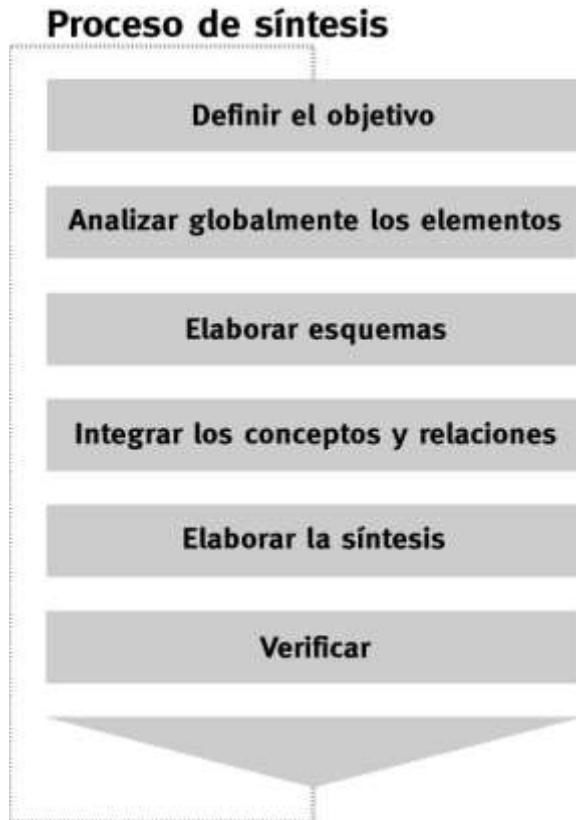 Proceso de síntesis
Definir el objetivo
Analizar globalmente los elementos
Elaborar esquemas
Integrar los conceptos y relaciones
Elaborar la síntesis
Verificar